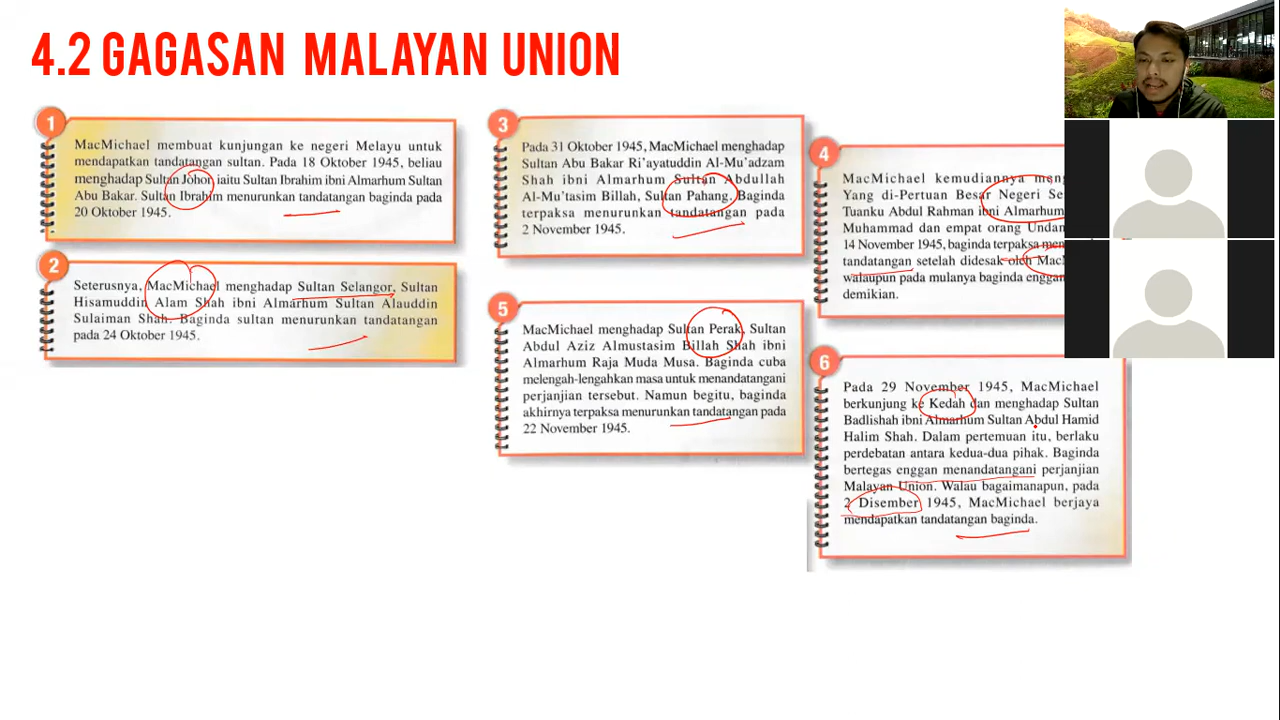 4.2 GAGASAN MALAYAN UNION
1
MacMichael membuat kunjungan ke negeri Melayu untuk
mendapatkan tandatangan sultan. Pada 18 Oktober 1945, beliau
menghadap Sultan Johor iaitu Sultan Ibrahim ibni Almarhum Sultan
Abu Bakar. Sultan Ibrahim menurunkan tandatangan baginda pada
20 Oktober 1945.
2
Seterusnya, MacMichael menghadap Sultan Selangor, Sultan
Hisamuddin Alam Shah ibni Almarhum Sultan Alauddin
Sulaiman Shah. Baginda sultan menurunkan tandatangan
pada 24 Oktober 1945.
3
Pada 31 Oktober 1945, MacMichael menghadap
Sultan Abu Bakar Ri'ayatuddin Al-Mu'adzam
Shah ibni Almarhum Sultan Abdullah
Al-Mu'tasim Billah, Sultan Pahang. Baginda
terpaksa menurunkan tandatangan pada
2 November 1945.
4
MacMichael kemudiannya
Yang di-Pertuan Besar Negeri
Tuanku Abdul Rahman ibni Almarhum
Muhammad dan empat orang
14 November 1945, baginda terpaksa
tandatangan setelah didesak oleh
walaupun pada mulanya baginda
demikian.
5
MacMichael menghadap Sultan Perak, Sultan
Abdul Aziz Almustasim Billah Shah ibni
Almarhum Raja Muda Musa. Baginda cuba
melengah-lengahkan masa untuk menandatangani
perjanjian tersebut. Namun begitu, baginda
akhirnya terpaksa menurunkan tandatangan pada
22 November 1945.
6
Pada 29 November 1945, MacMichael
berkunjung ke Kedah dan menghadap Sultan
Badlishah ibni Almarhum Sultan Abdul Hamid
Halim Shah. Dalam pertemuan itu, berlaku
perdebatan antara kedua-dua pihak. Baginda
bertegas enggan menandatangani perjanjian
Malayan Union. Walau bagaimanapun, pada
2 Disember 1945, MacMichael berjaya
mendapatkan tandatangan baginda.